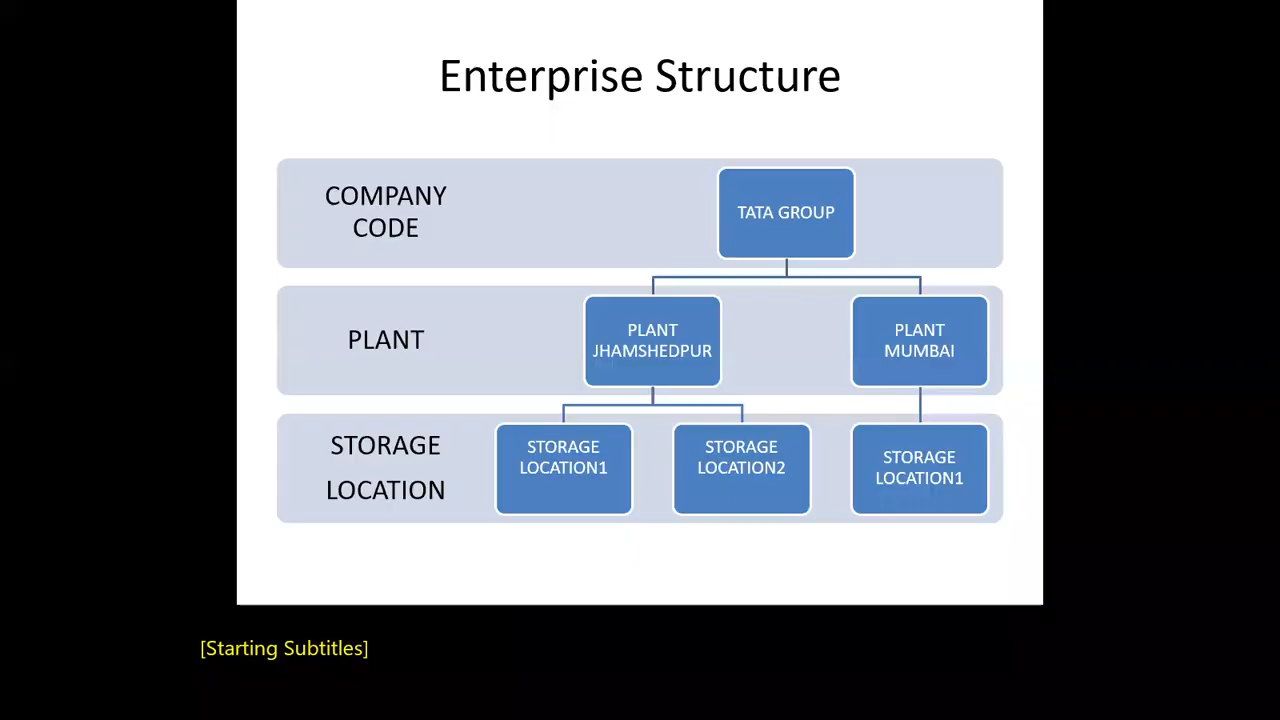 Enterprise Structure
COMPANY
CODE
TATA GROUP
PLANT
PLANT
JHAMSHEDPUR
PLANT
MUMBAI
STORAGE
LOCATION
STORAGE
LOCATION1
STORAGE
LOCATION2
STORAGE
LOCATION1
[Starting Subtitles]